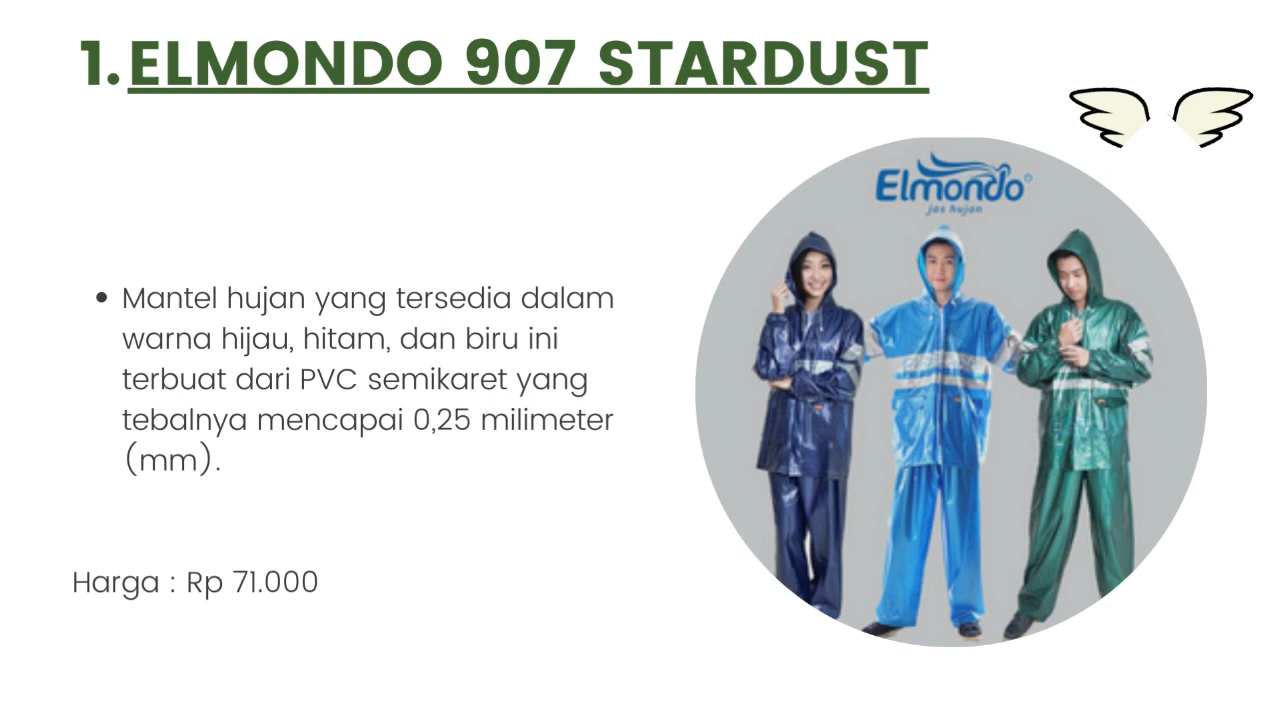 1. ELMONDO 907 STARDUST
Elmondo
jas hujan
• Mantel hujan yang tersedia dalam
warna hijau, hitam, dan biru ini
terbuat dari PVC semikaret yang
tebalnya mencapai 0,25 milimeter
(mm).
Harga : Rp 71.000